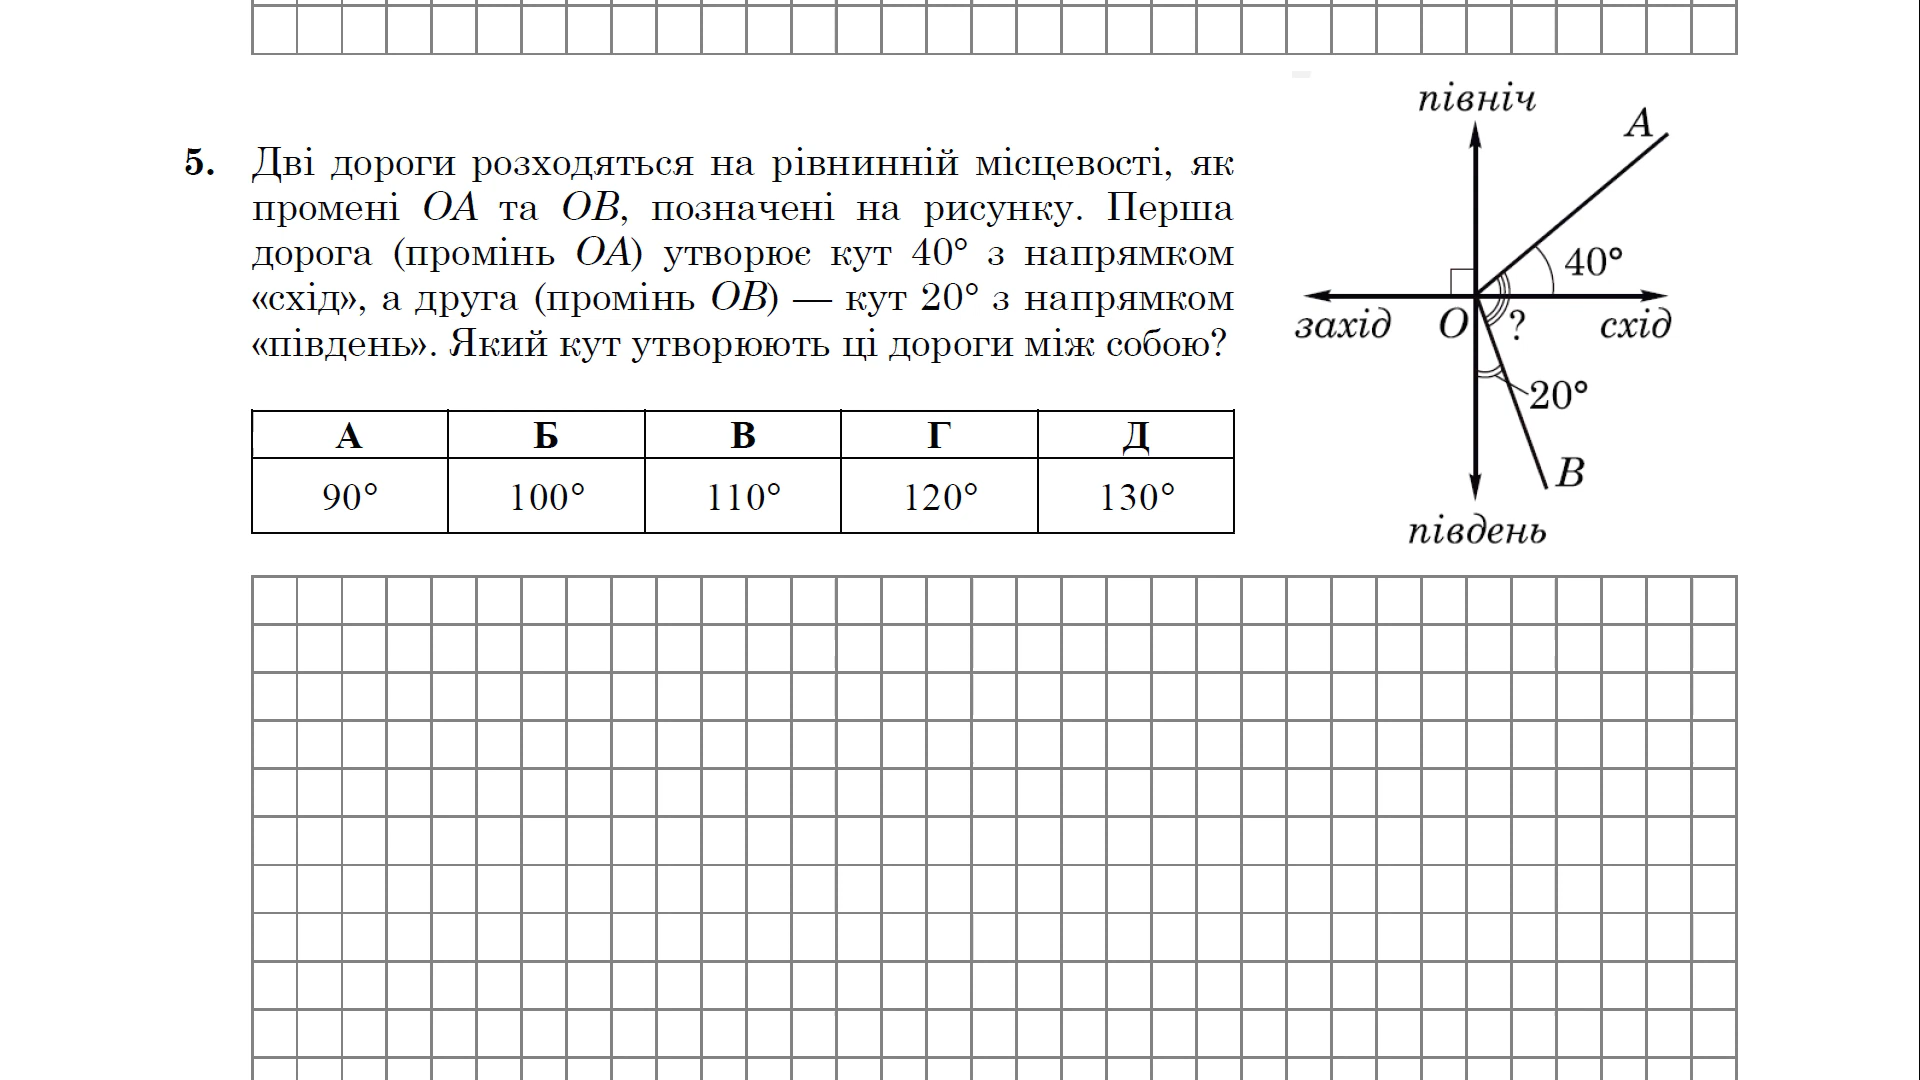 5. Дві дороги розходяться на рівнинній місцевості, як
промені OA та OB, позначені на рисунку. Перша
дорога (промінь OA) утворює кут 40° з напрямком
«схід», а друга (промінь OB) — кут 20° з напрямком
«південь». Який кут утворюють ці дороги між собою?
А Б В Г Д
90° 100° 110° 120° 130°
північ
A
40°
захід O ? схід
20°
B
південь